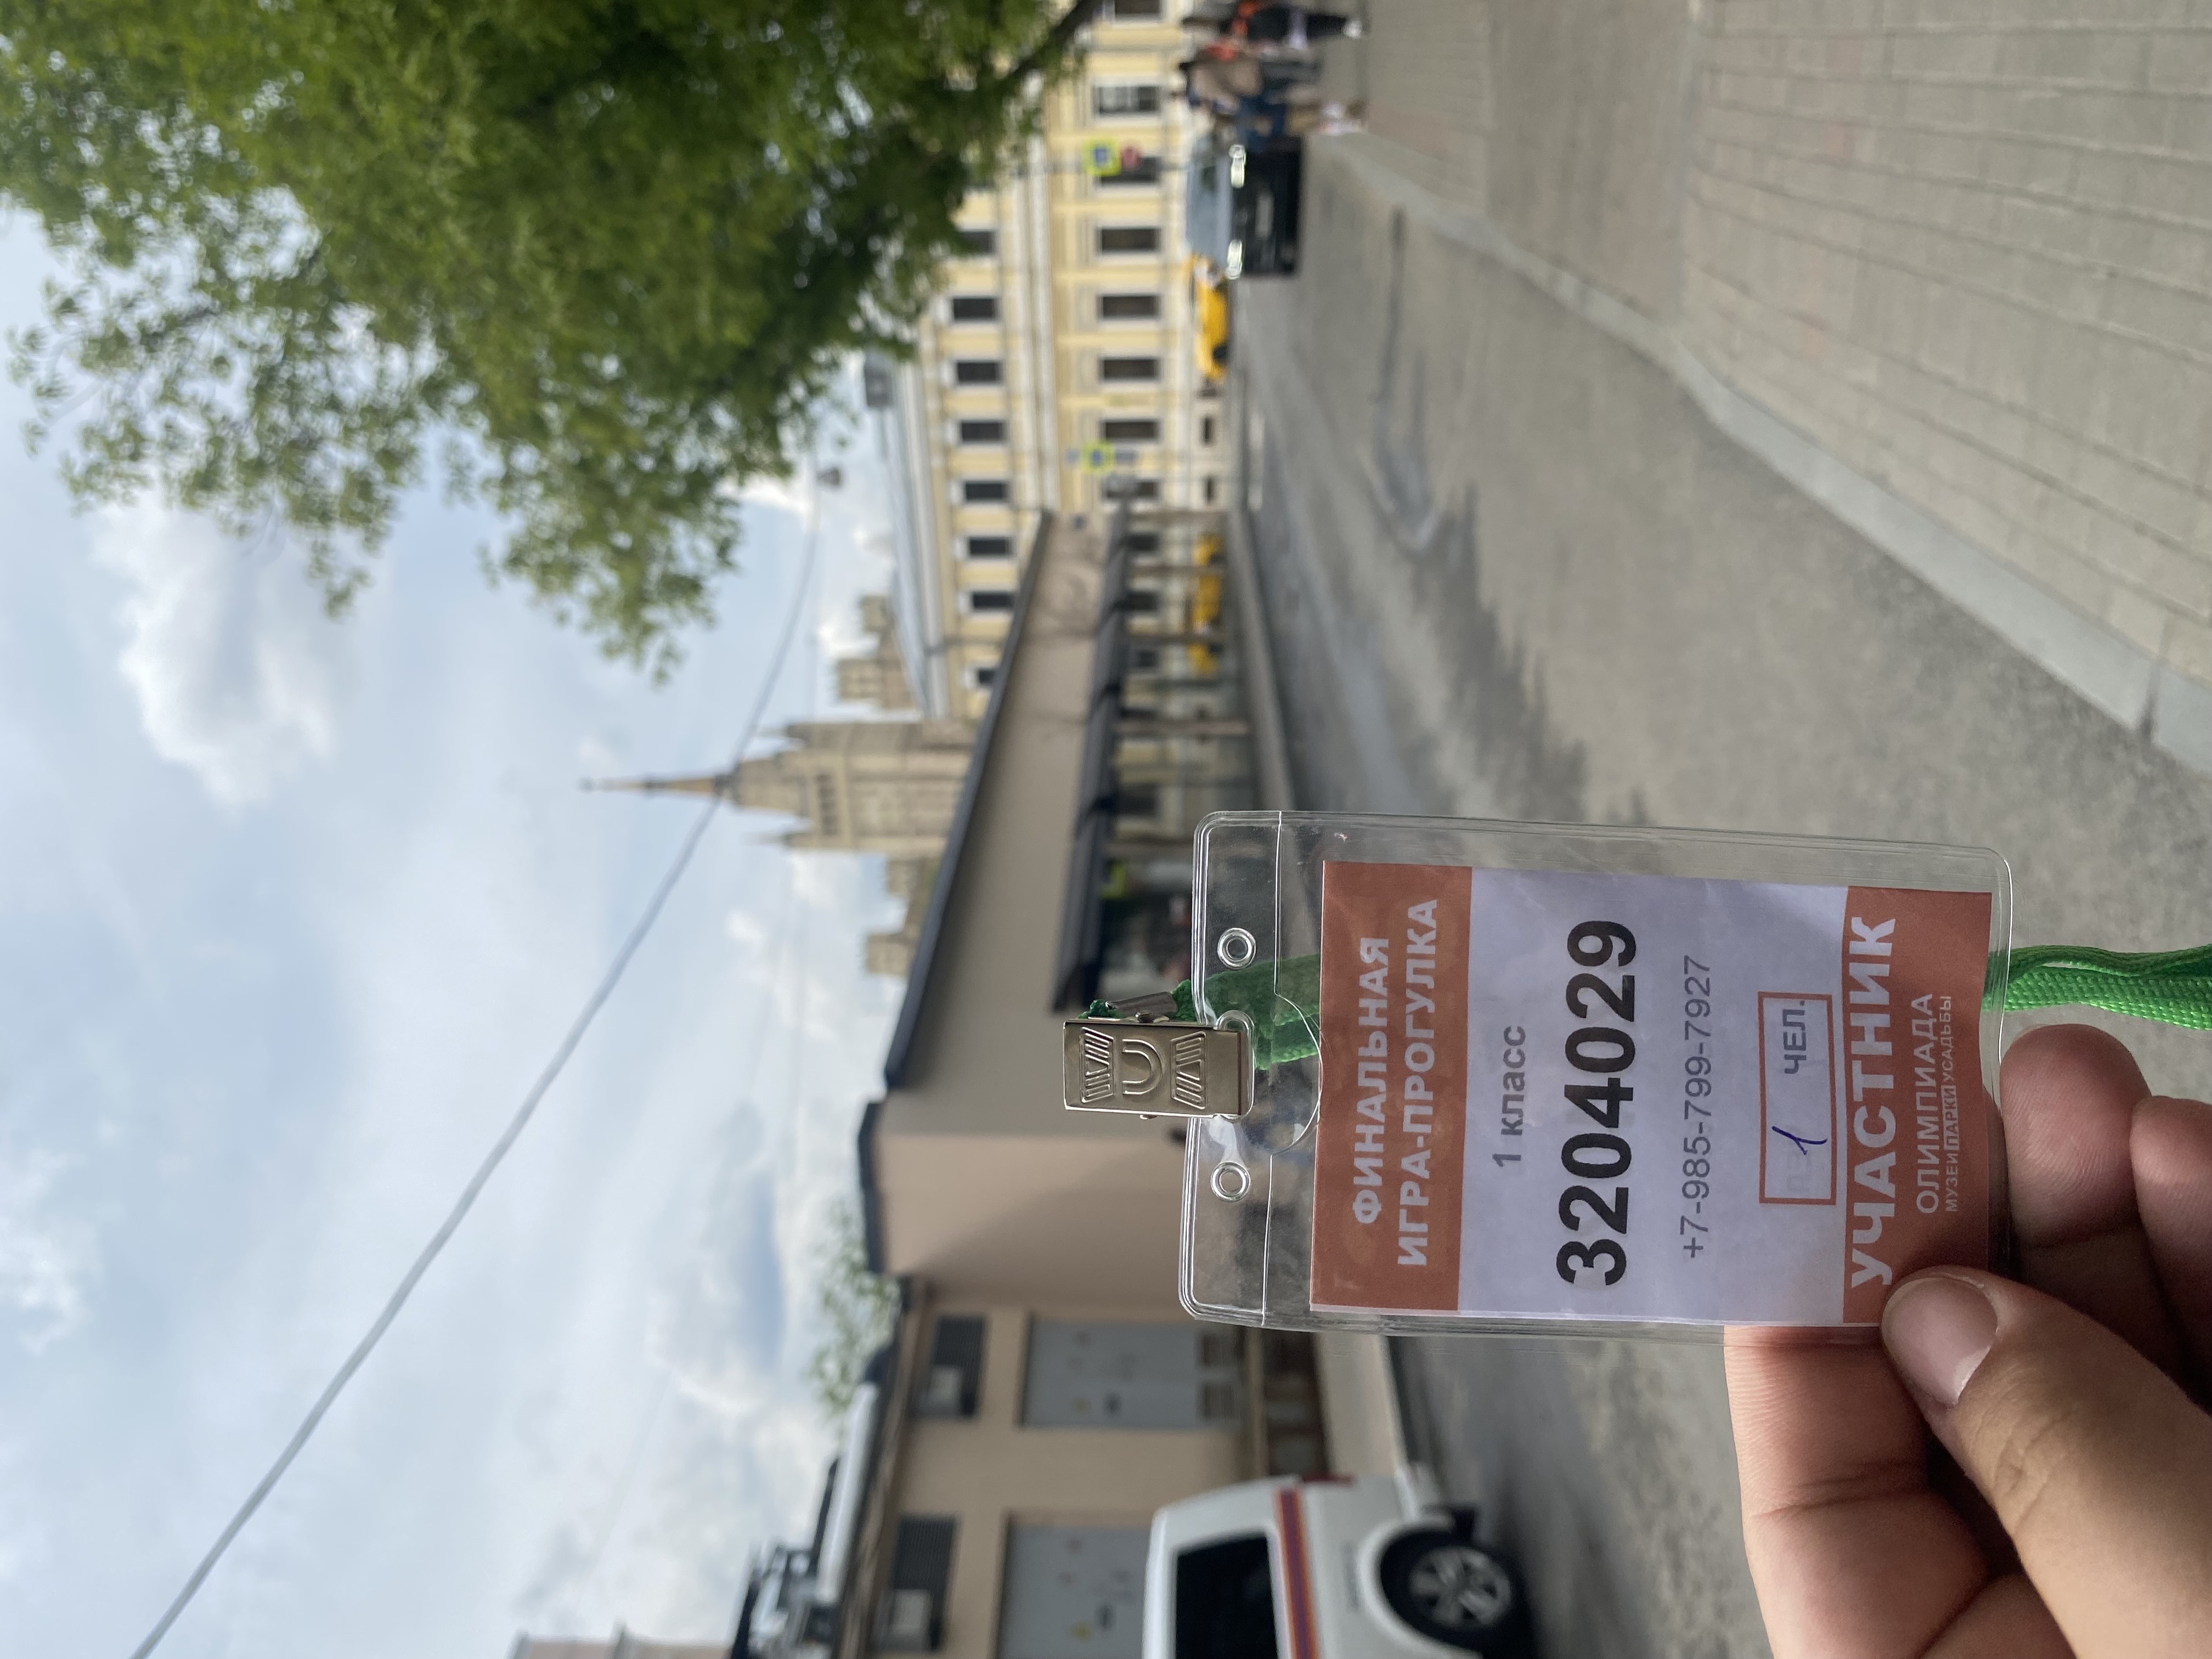 ФИНАЛЬНАЯ
ИГРА-ПРОГУЛКА
1 класс
3204029
+7-985-799-7927
1 ЧЕЛ.
УЧАСТНИК
ОЛИМПИАДА
МУЗЕИ ПАРКИ УСАДЬБЫ